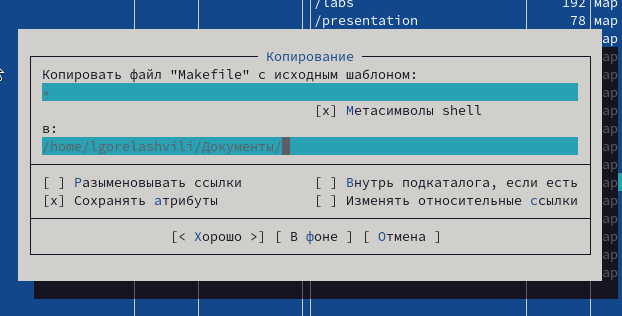 /labs 192 мар
/presentation 78 мар
Копирование
Копировать файл "Makefile" с исходным шаблоном:
*
[x] Метасимволы shell
в:
/home/lgorelashvili/Документы/
[ ] Разыменовывать ссылки [ ] Внутрь подкаталога, если есть
[x] Сохранять атрибуты [ ] Изменять относительные ссылки
[< Хорошо >] [ В фоне ] [ Отмена ]